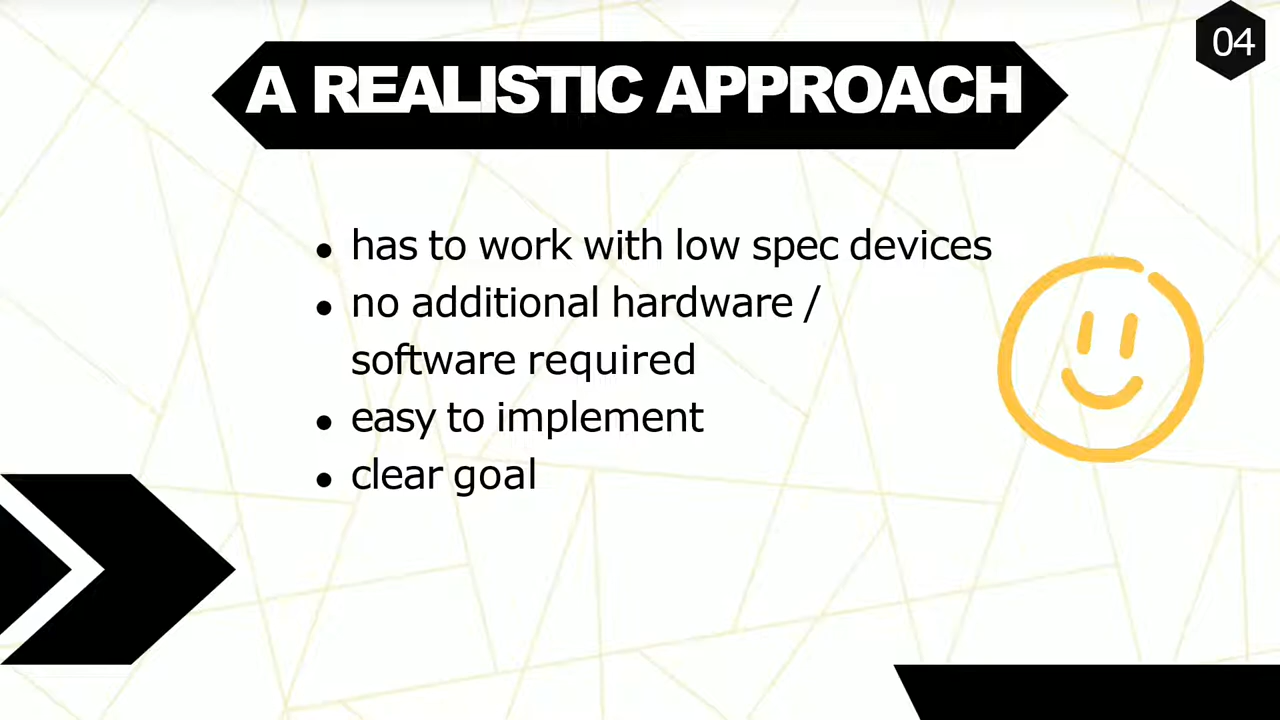 04
A REALISTIC APPROACH
• has to work with low spec devices
• no additional hardware /
software required
• easy to implement
• clear goal